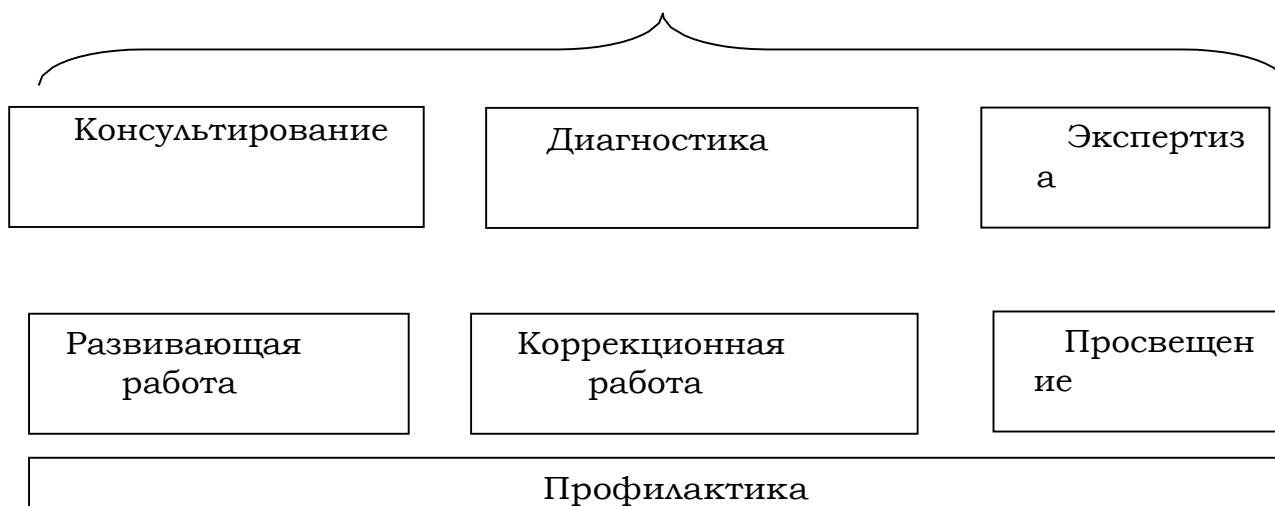 Консультирование
Диагностика
Экспертиз
а
Развивающая
работа
Коррекционная
работа
Просвещен
ие
Профилактика